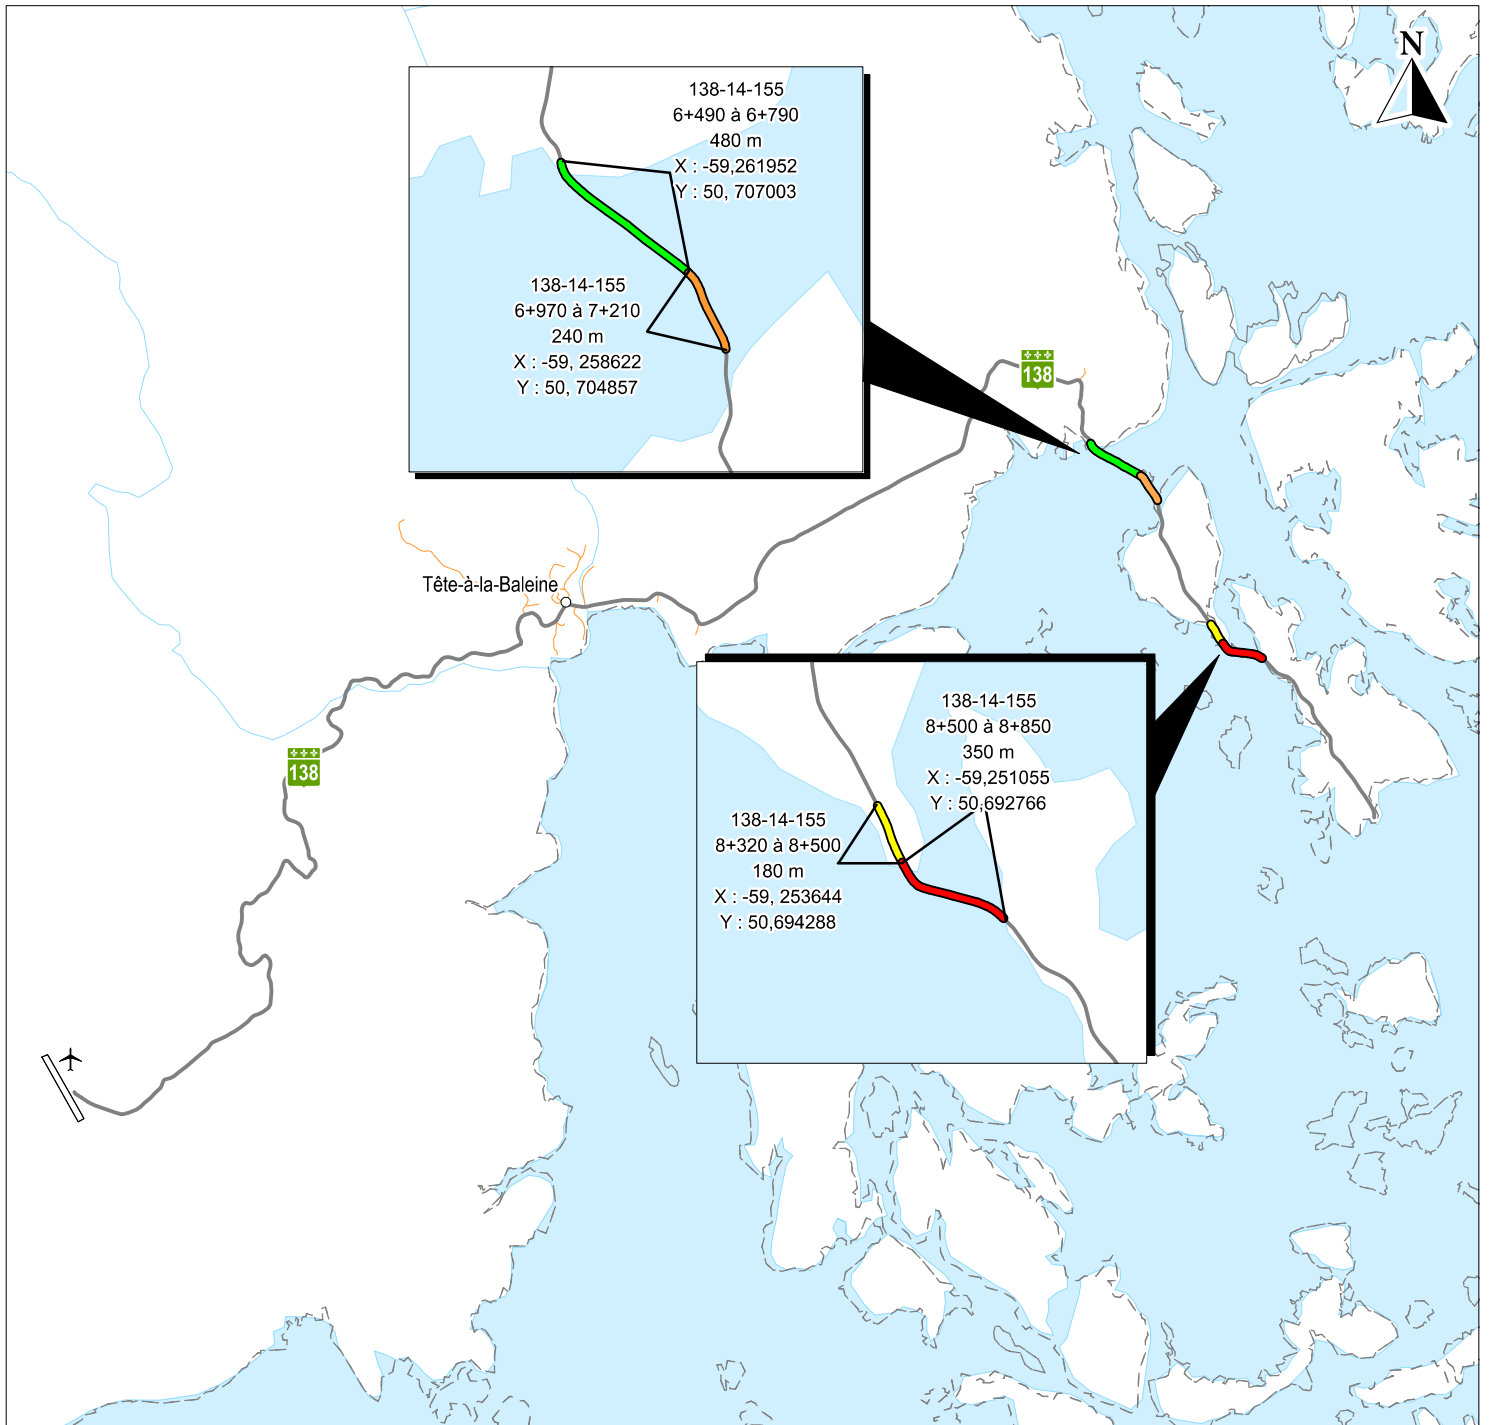 N
138-14-155
6+490 à 6+790
480 m
X : -59,261952
Y : 50, 707003
138-14-155
6+970 à 7+210
240 m
X : -59, 258622
Y : 50, 704857
138
Tête-à-la-Baleine
138-14-155
8+500 à 8+850
350 m
X : -59,251055
Y : 50,692766
138-14-155
8+320 à 8+500
180 m
X : -59, 253644
Y : 50,694288
138